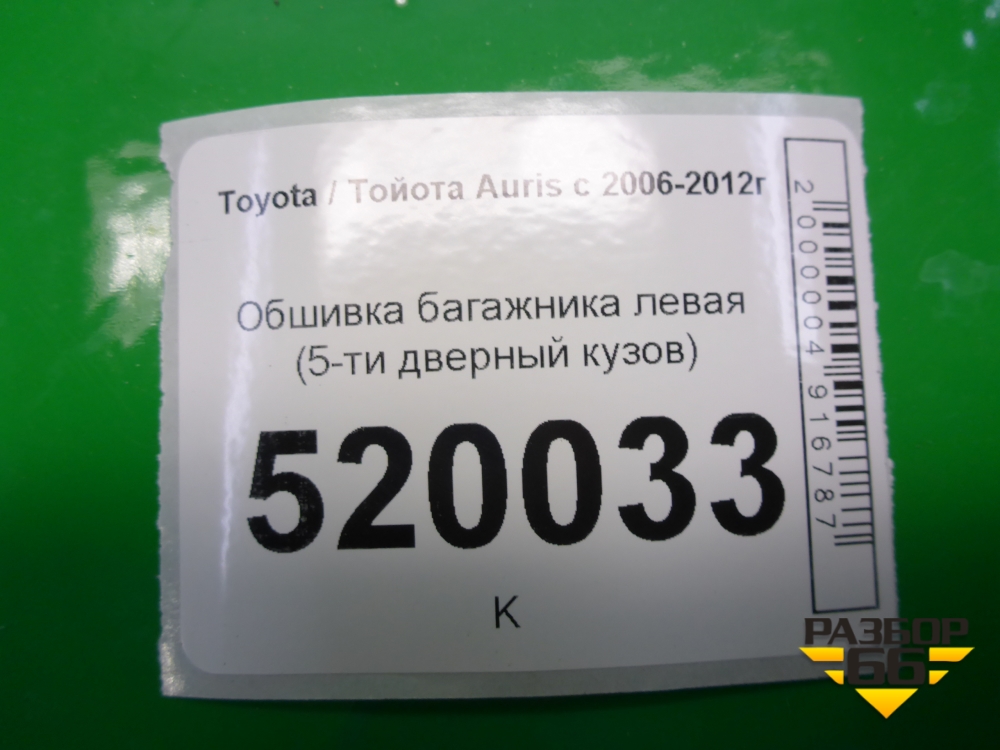 Toyota / Тойота Auris с 2006-2012г
Обшивка багажника левая
(5-ти дверный кузов)
520033
К
2000004916787
РАЗБОР
66